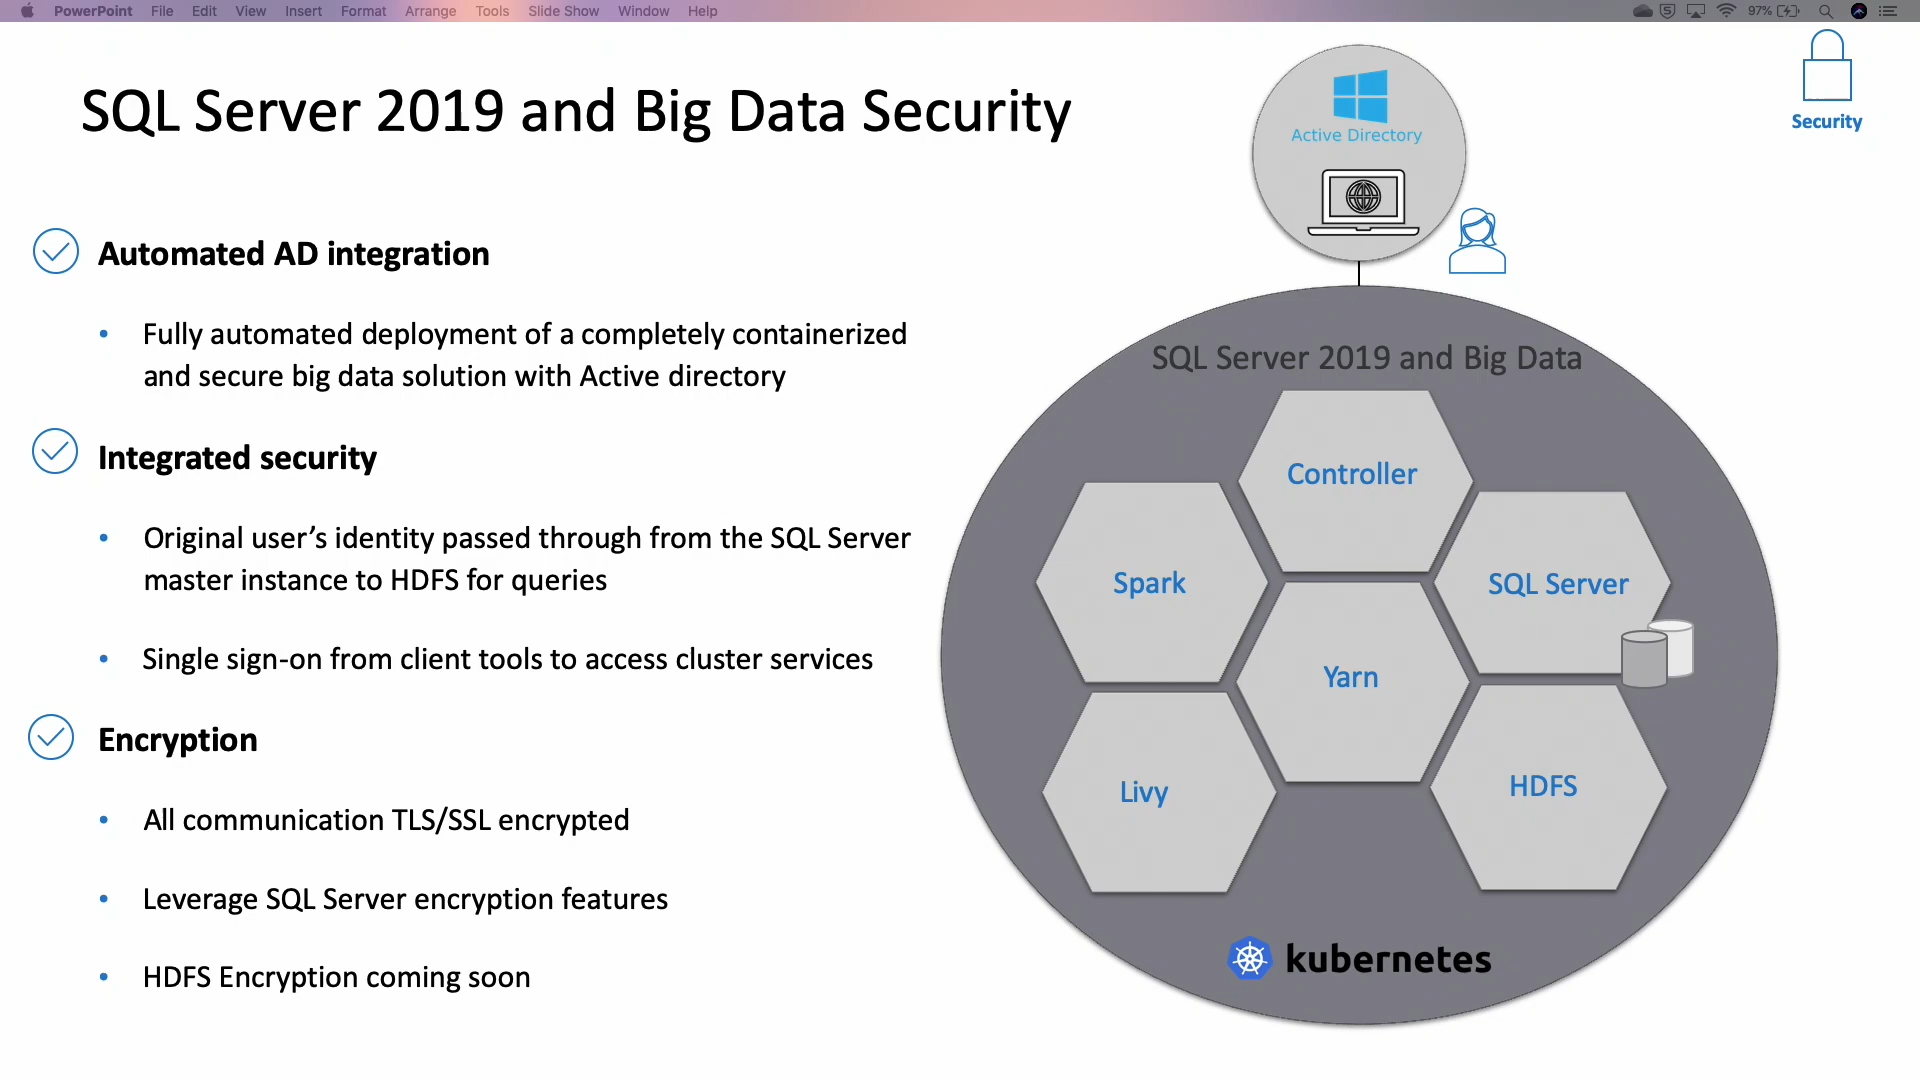 PowerPoint File Edit View Insert Format Arrange Tools Slide Show Window Help 97%
SQL Server 2019 and Big Data Security
Automated AD integration
• Fully automated deployment of a completely containerized
and secure big data solution with Active directory
Integrated security
• Original user’s identity passed through from the SQL Server
master instance to HDFS for queries
• Single sign-on from client tools to access cluster services
Encryption
• All communication TLS/SSL encrypted
• Leverage SQL Server encryption features
• HDFS Encryption coming soon
Active Directory
Security
SQL Server 2019 and Big Data
Controller
Spark
SQL Server
Yarn
Livy
HDFS
kubernetes